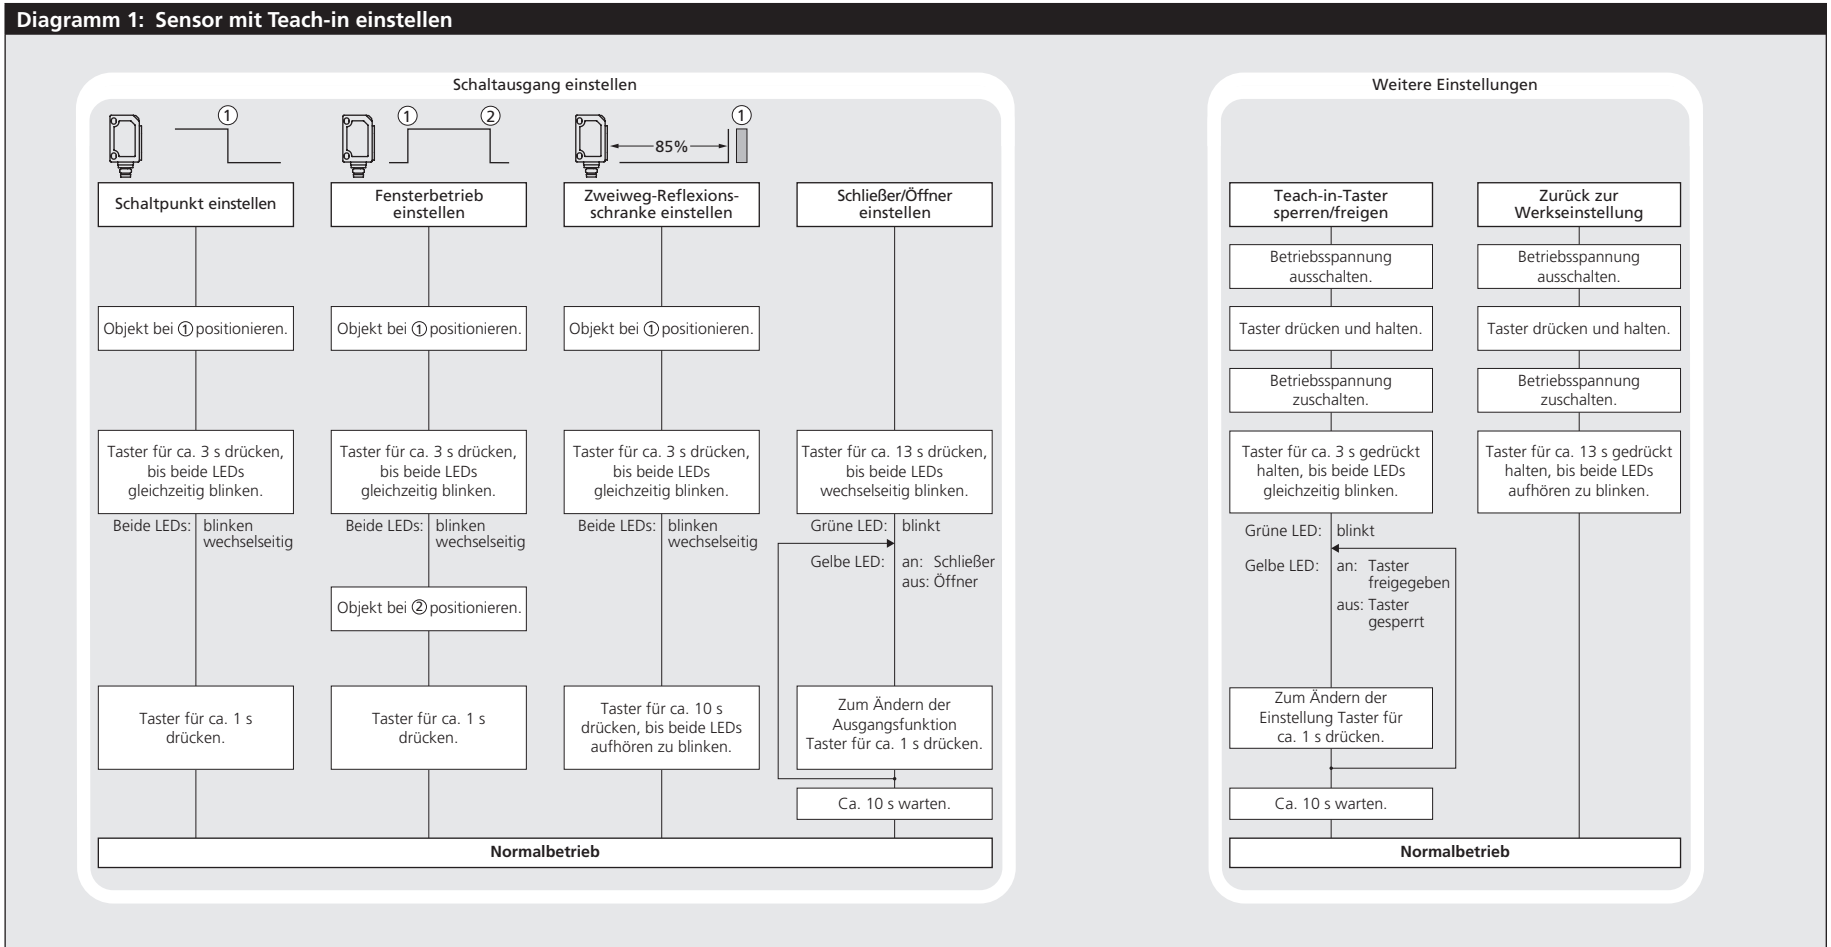 Diagramm 1: Sensor mit Teach-in einstellen
Schaltausgang einstellen
1
Schaltpunkt einstellen
Objekt bei ① positionieren.
Taster für ca. 3 s drücken,
bis beide LEDs
gleichzeitig blinken.
Beide LEDs: blinken
wechselseitig
Taster für ca. 1 s
drücken.
1 2
Fensterbetrieb
einstellen
Objekt bei ① positionieren.
Taster für ca. 3 s drücken,
bis beide LEDs
gleichzeitig blinken.
Beide LEDs: blinken
wechselseitig
Objekt bei ② positionieren.
Taster für ca. 1 s
drücken.
1
85%
Zweiweg-Reflexions-
schranke einstellen
Objekt bei ① positionieren.
Taster für ca. 3 s drücken,
bis beide LEDs
gleichzeitig blinken.
Beide LEDs: blinken
wechselseitig
Taster für ca. 10 s
drücken, bis beide LEDs
aufhören zu blinken.
Schließer/Öffner
einstellen
Taster für ca. 13 s drücken,
bis beide LEDs
wechselseitig blinken.
Grüne LED: blinkt
Gelbe LED: an: Schließer
aus: Öffner
Zum Ändern der
Ausgangsfunktion
Taster für ca. 1 s drücken.
Ca. 10 s warten.
Normalbetrieb
Weitere Einstellungen
Teach-in-Taster
sperren/freigen
Betriebsspannung
ausschalten.
Taster drücken und halten.
Betriebsspannung
zuschalten.
Taster für ca. 3 s gedrückt
halten, bis beide LEDs
gleichzeitig blinken.
Grüne LED: blinkt
Gelbe LED: an: Taster
freigegeben
aus: Taster
gesperrt
Zum Ändern der
Einstellung Taster für
ca. 1 s drücken.
Ca. 10 s warten.
Zurück zur
Werkseinstellung
Betriebsspannung
ausschalten.
Taster drücken und halten.
Betriebsspannung
zuschalten.
Taster für ca. 13 s gedrückt
halten, bis beide LEDs
aufhören zu blinken.
Normalbetrieb